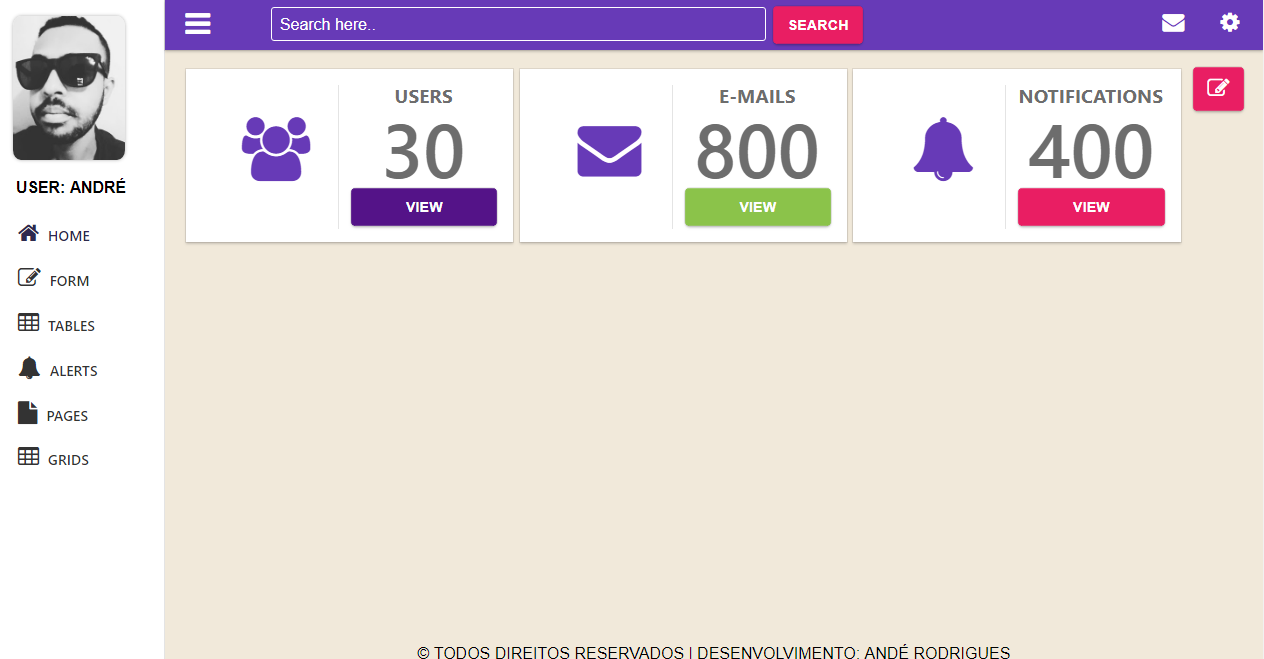 Search here..
SEARCH
USER: ANDRÉ
HOME
FORM
TABLES
ALERTS
PAGES
GRIDS
USERS
30
VIEW
E-MAILS
800
VIEW
NOTIFICATIONS
400
VIEW
© TODOS DIREITOS RESERVADOS | DESENVOLVIMENTO: ANDÉ RODRIGUES